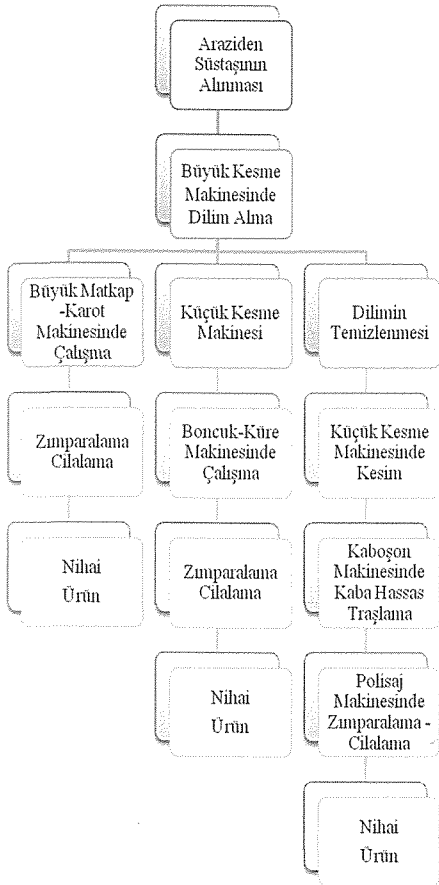 Araziden
Süstaşının
Alınması
Büyük Kesme
Makinesinde
Dilim Alma
Büyük Matkap
-Karot
Makinesinde
Çalışma
Zımparalama
Cilalama
Nihai
Ürün
Küçük Kesme
Makinesi
Boncuk-Küre
Makinesinde
Çalışma
Zımparalama
Cilalama
Nihai
Ürün
Dilimin
Temizlenmesi
Küçük Kesme
Makinesinde
Kesim
Kaboşon
Makinesinde
Kaba Hassas
Traşlama
Polisaj
Makinesinde
Zımparalama -
Cilalama
Nihai
Ürün